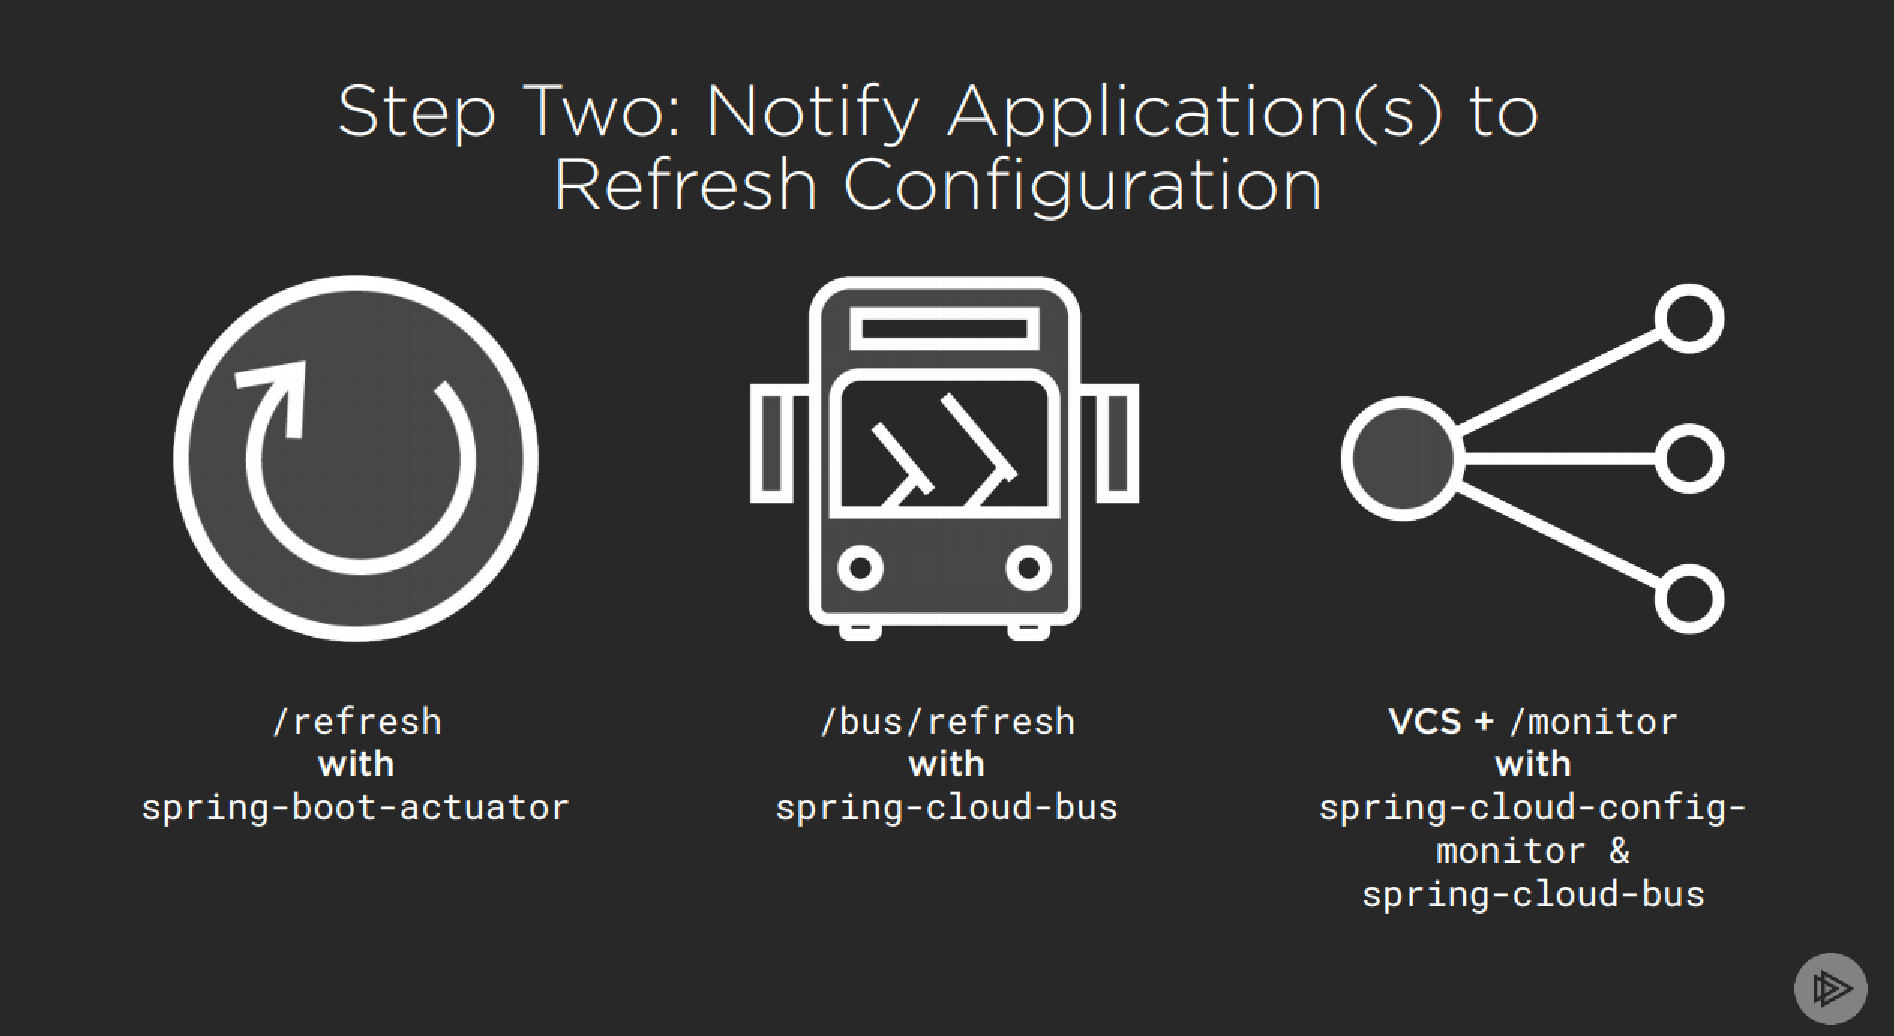 Step Two: Notify Application(s) to
Refresh Configuration
/refresh
with
spring-boot-actuator
/bus/refresh
with
spring-cloud-bus
VCS + /monitor
with
spring-cloud-config-
monitor &
spring-cloud-bus